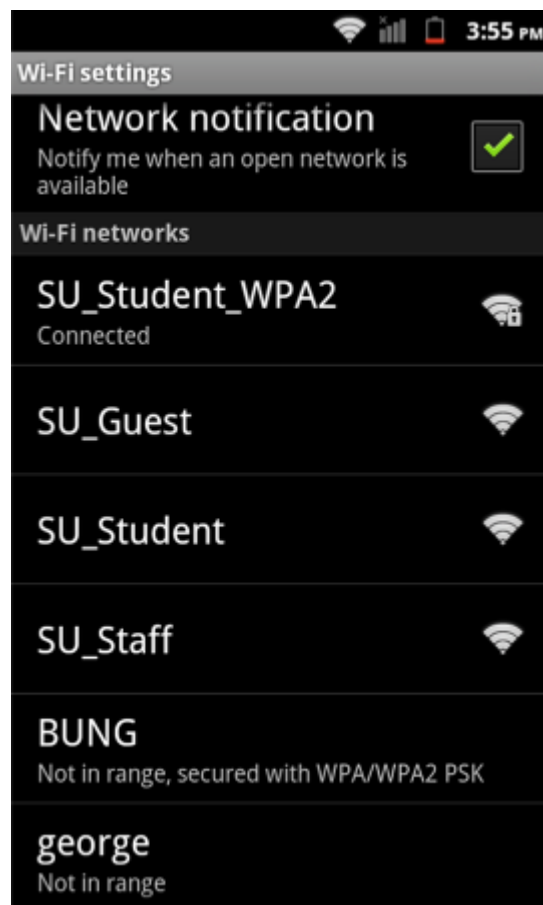 3:55 PM
Wi-Fi settings
Network notification
Notify me when an open network is
available
Wi-Fi networks
SU_Student_WPA2
Connected
SU_Guest
SU_Student
SU_Staff
BUNG
Not in range, secured with WPA/WPA2 PSK
george
Not in range